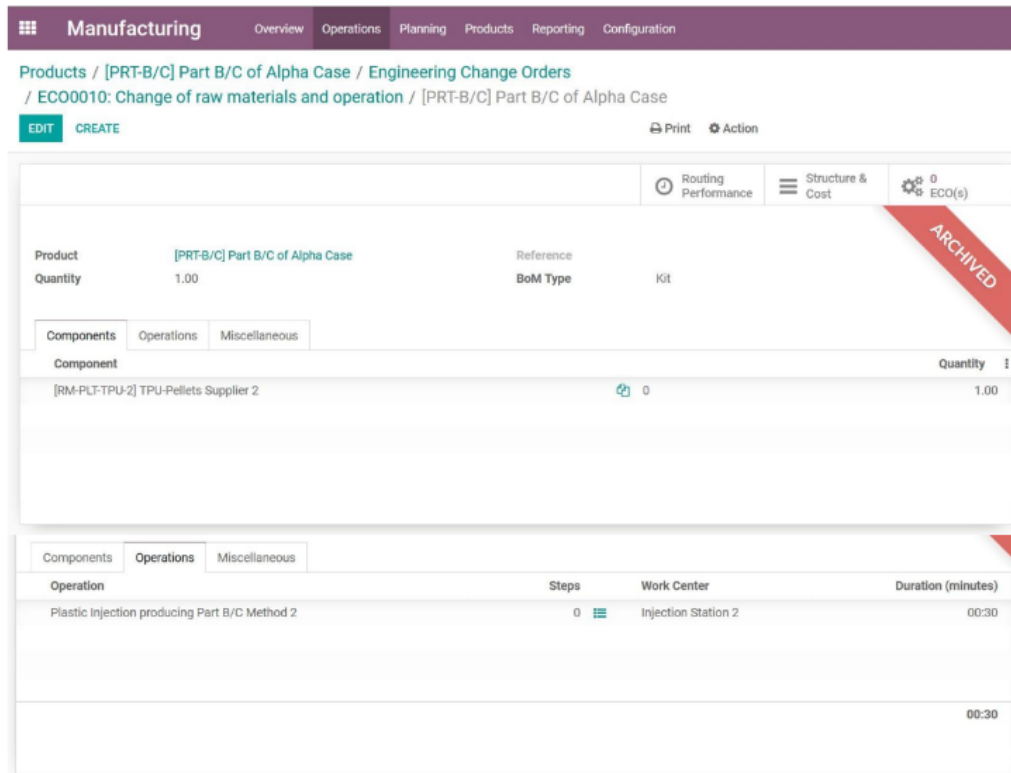 Manufacturing Overview Operations Planning Products Reporting Configuration
Products / [PRT-B/C] Part B/C of Alpha Case / Engineering Change Orders
/ ECO0010: Change of raw materials and operation / [PRT-B/C] Part B/C of Alpha Case
EDIT CREATE Print Action
Routing Performance
Structure & Cost
0 ECO(s)
ARCHIVED
Product [PRT-B/C] Part B/C of Alpha Case Reference
Quantity 1.00 BoM Type Kit
Components Operations Miscellaneous
Component Quantity
[RM-PLT-TPU-2] TPU-Pellets Supplier 2 0 1.00
Components Operations Miscellaneous
Operation Steps Work Center Duration (minutes)
Plastic Injection producing Part B/C Method 2 0 Injection Station 2 00:30
00:30